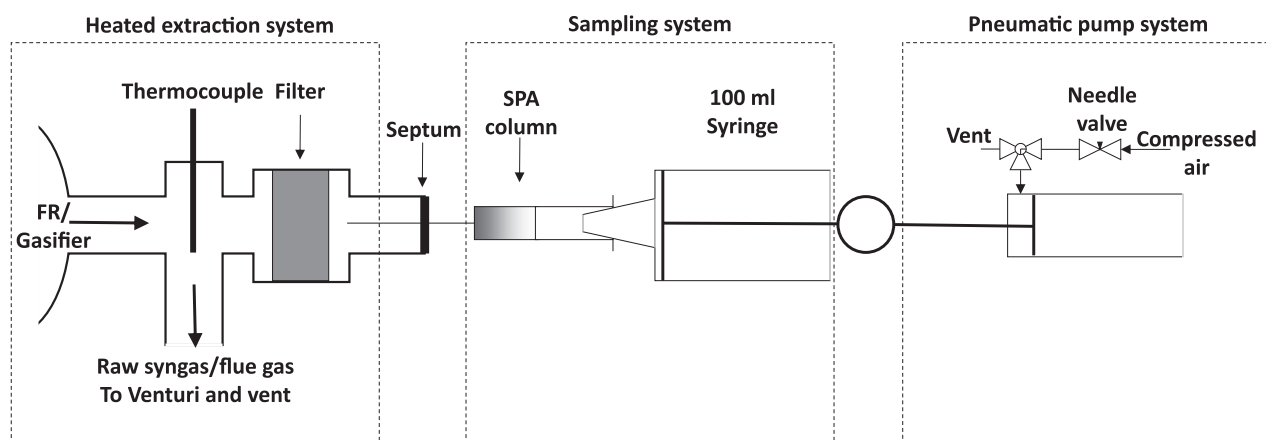 Heated extraction system
Sampling system
Pneumatic pump system
Thermocouple
Filter
Septum
SPA
column
100 ml
Syringe
Needle
valve
Vent
Compressed
air
FR/
Gasifier
Raw syngas/flue gas
To Venturi and vent